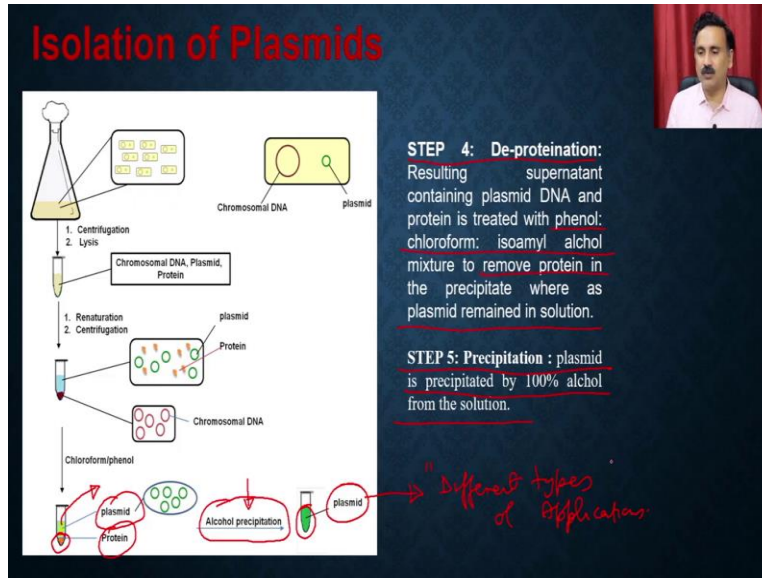 Isolation of Plasmids
Chromosomal DNA
plasmid
1. Centrifugation
2. Lysis
Chromosomal DNA, Plasmid,
Protein
1. Renaturation
2. Centrifugation
plasmid
Protein
Chromosomal DNA
Chloroform/phenol
plasmid
Protein
Alcohol precipitation
plasmid
STEP 4: De-proteination:
Resulting supernatant
containing plasmid DNA and
protein is treated with phenol:
chloroform: isoamyl alchol
mixture to remove protein in
the precipitate where as
plasmid remained in solution.
STEP 5: Precipitation : plasmid
is precipitated by 100% alchol
from the solution.
"Different types
of Application.